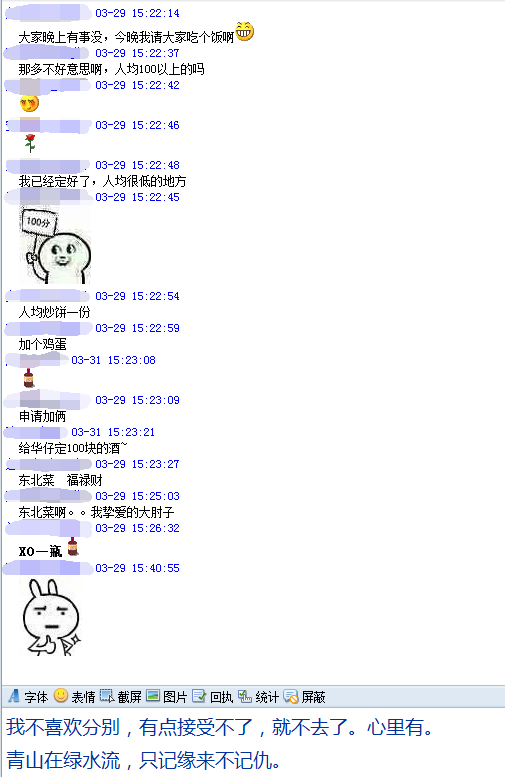 03-29 15:22:14
大家晚上有事没，今晚我请大家吃个饭啊
03-29 15:22:37
那多不好意思啊，人均100以上的吗
03-29 15:22:42
03-29 15:22:46
03-29 15:22:48
我已经定好了，人均很低的地方
03-29 15:22:45
100分
03-29 15:22:54
人均炒饼一份
03-29 15:22:59
加个鸡蛋
03-31 15:23:08
03-29 15:23:09
申请加俩
03-31 15:23:21
给华仔定100块的酒~
03-29 15:23:27
东北菜 福禄财
03-29 15:25:03
东北菜啊。。我挚爱的大肘子
03-29 15:26:32
XO一瓶
03-29 15:40:55
字体 表情 截屏 图片 回执 统计 屏蔽
我不喜欢分别，有点接受不了，就不去了。心里有。
青山在绿水流，只记缘来不记仇。